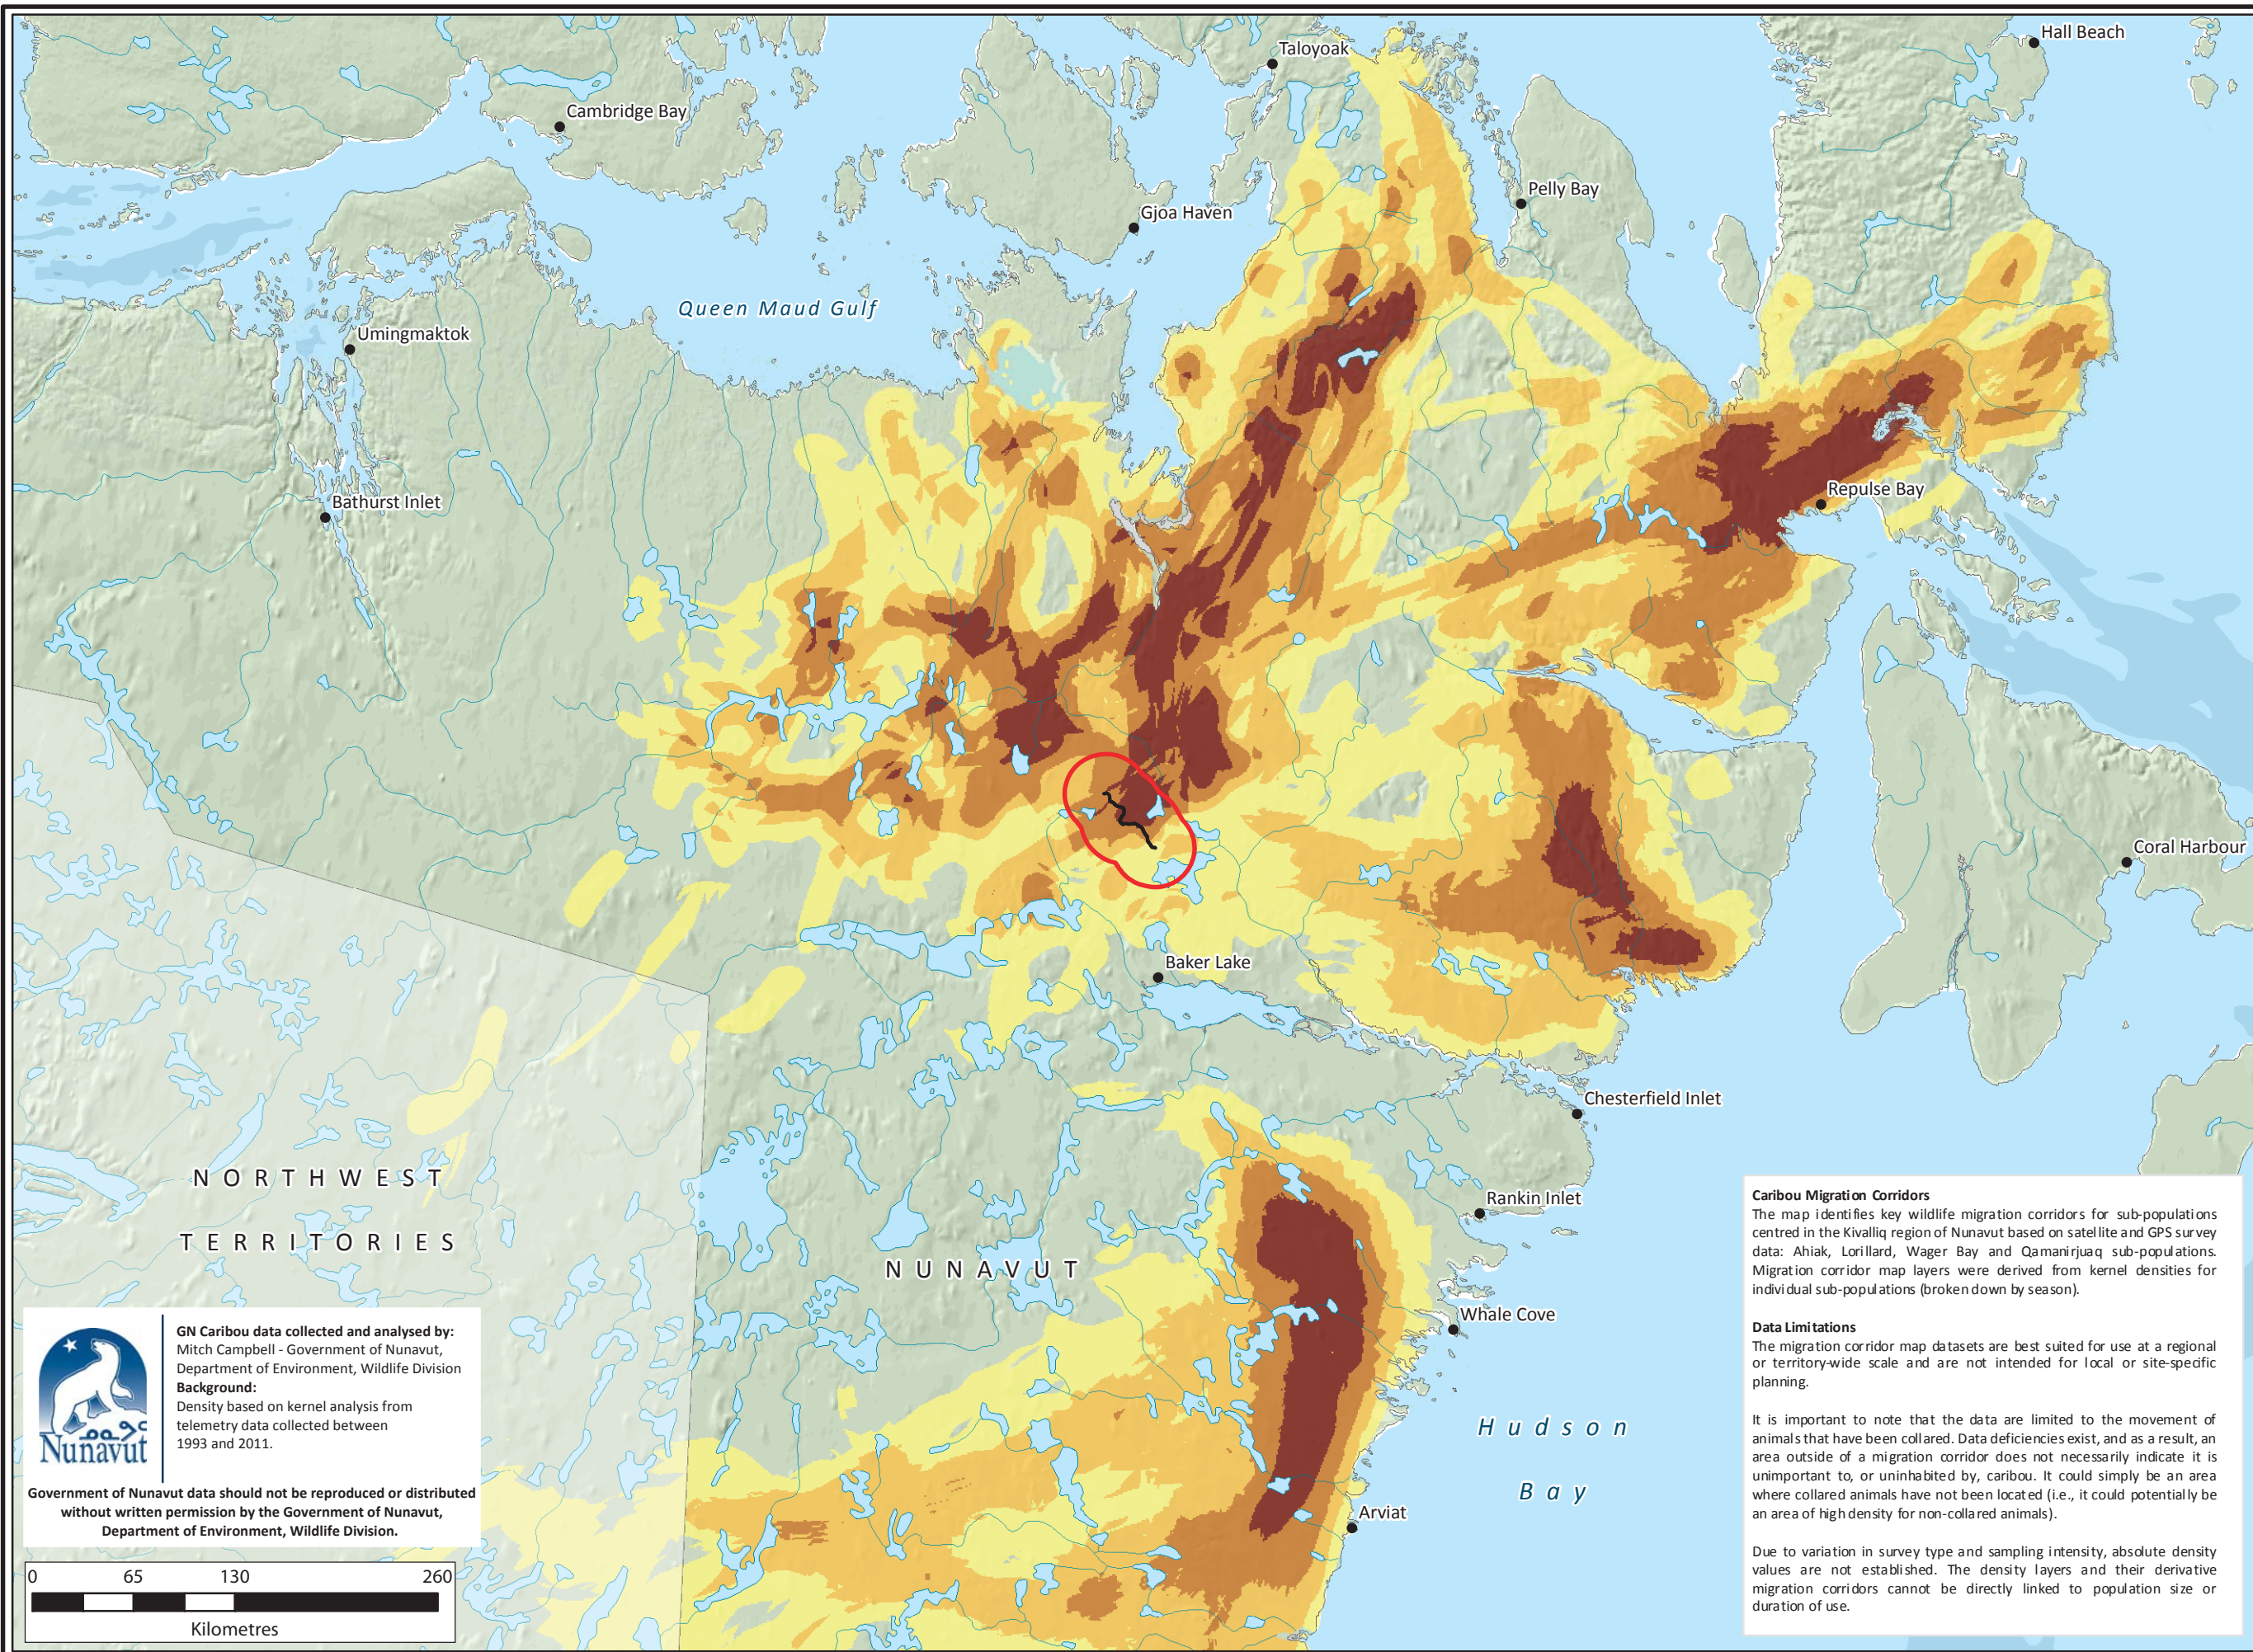 Hall Beach
Taloyoak
Cambridge Bay
Pelly Bay
Gjoa Haven
Queen Maud Gulf
Umingmaktok
Repulse Bay
Bathurst Inlet
Coral Harbour
Baker Lake
Chesterfield Inlet
NORTHWEST
TERRITORIES
Rankin Inlet
NUNAVUT
Whale Cove
Hudson
Bay
Arviat
Caribou Migration Corridors
The map identifies key wildlife migration corridors for sub-populations
centred in the Kivalliq region of Nunavut based on satellite and GPS survey
data: Ahiak, Lorillard, Wager Bay and Qamanirjuaq sub-populations.
Migration corridor map layers were derived from kernel densities for
individual sub-populations (broken down by season).
Data Limitations
The migration corridor map datasets are best suited for use at a regional
or territory-wide scale and are not intended for local or site-specific
planning.
It is important to note that the data are limited to the movement of
animals that have been collared. Data deficiencies exist, and as a result, an
area outside of a migration corridor does not necessarily indicate it is
unimportant to, or uninhabited by, caribou. It could simply be an area
where collared animals have not been located (i.e., it could potentially be
an area of high density for non-collared animals).
Due to variation in survey type and sampling intensity, absolute density
values are not established. The density layers and their derivative
migration corridors cannot be directly linked to population size or
duration of use.
GN Caribou data collected and analysed by:
Mitch Campbell - Government of Nunavut,
Department of Environment, Wildlife Division
Background:
Density based on kernel analysis from
telemetry data collected between
1993 and 2011.
ᓄᓇᕗᑦ
Nunavut
Government of Nunavut data should not be reproduced or distributed
without written permission by the Government of Nunavut,
Department of Environment, Wildlife Division.
0 65 130 260
Kilometres